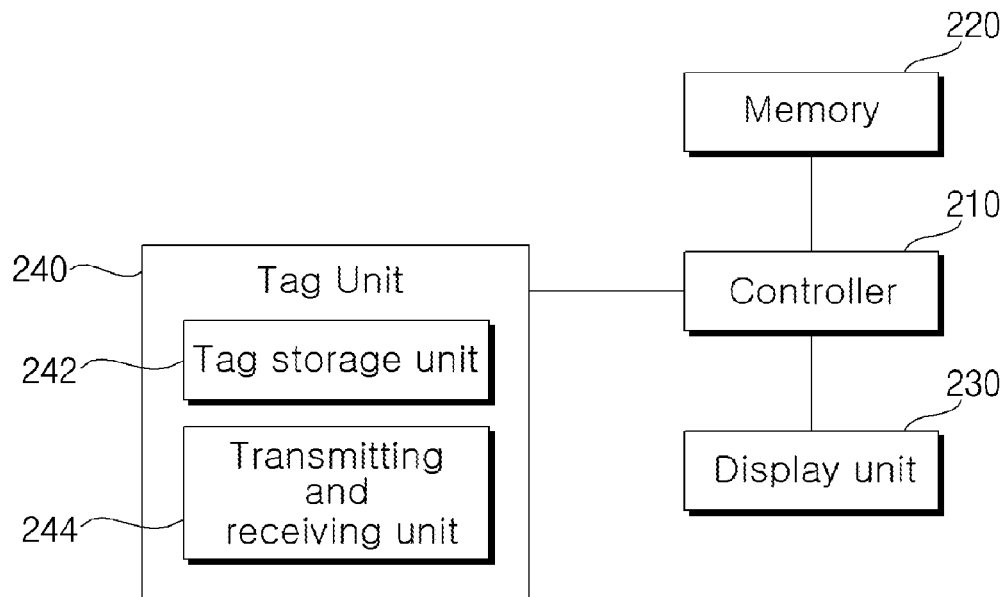 220
Memory
210
240
Tag Unit
Controller
242
Tag storage unit
230
244
Transmitting
and
receiving unit
Display unit